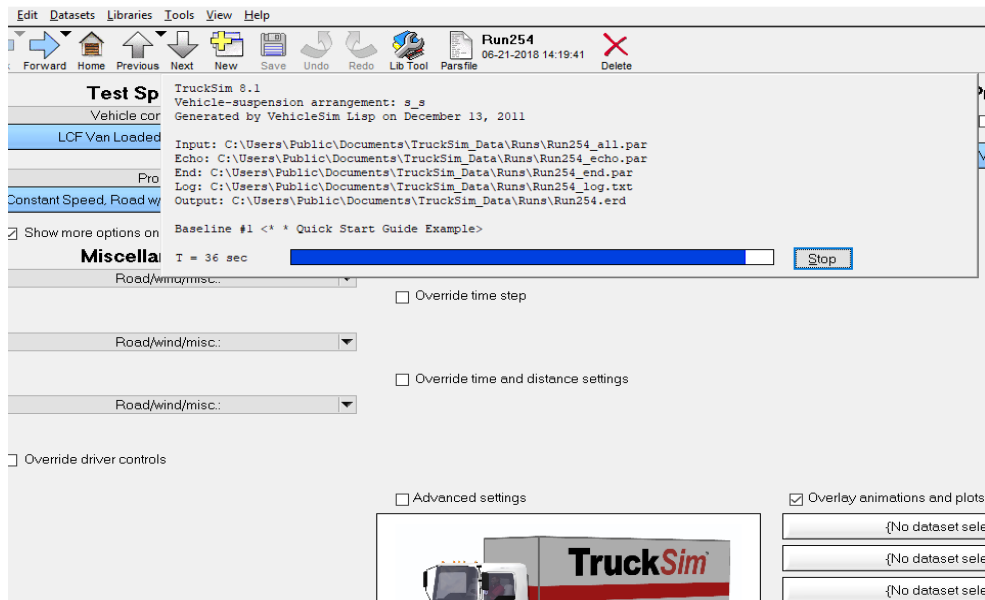 Edit Datasets Libraries Tools View Help
Forward Home Previous Next New Save Undo Redo Lib Tool Parsfile Delete
Run254
06-21-2018 14:19:41
Test Sp
Vehicle cor
LCF Van Loaded
Pro
Constant Speed, Road w/
Show more options on
Miscella
TruckSim 8.1
Vehicle-suspension arrangement: s_s
Generated by VehicleSim Lisp on December 13, 2011
Input: C:\Users\Public\Documents\TruckSim_Data\Runs\Run254_all.par
Echo: C:\Users\Public\Documents\TruckSim_Data\Runs\Run254_echo.par
End: C:\Users\Public\Documents\TruckSim_Data\Runs\Run254_end.par
Log: C:\Users\Public\Documents\TruckSim_Data\Runs\Run254_log.txt
Output: C:\Users\Public\Documents\TruckSim_Data\Runs\Run254.erd
Baseline #1 <* * Quick Start Guide Example>
T = 36 sec
Stop
Road/wind/misc.:
Override time step
Road/wind/misc.:
Override time and distance settings
Road/wind/misc.:
Override driver controls
Advanced settings
Overlay animations and plots
{No dataset sele
{No dataset sele
{No dataset sele
TruckSim